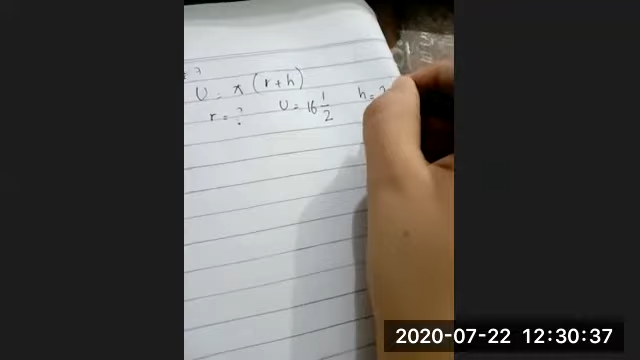 U = π (r + h)
r = ? U = 16 1/2 h =
2020-07-22 12:30:37